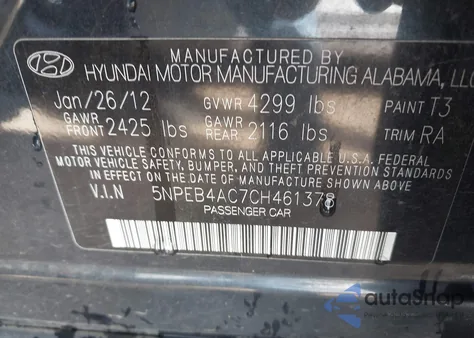 MANUFACTURED BY
HYUNDAI MOTOR MANUFACTURING ALABAMA, LLC
Jan/26/12 GVWR 4299 lbs PAINT T3
GAWR FRONT 2425 lbs GAWR REAR 2116 lbs TRIM RA
THIS VEHICLE CONFORMS TO ALL APPLICABLE U.S.A. FEDERAL
MOTOR VEHICLE SAFETY, BUMPER, AND THEFT PREVENTION STANDARDS
IN EFFECT ON THE DATE OF MANUFACTURE SHOWN ABOVE.
V.I.N 5NPEB4AC7CH461378
PASSENGER CAR